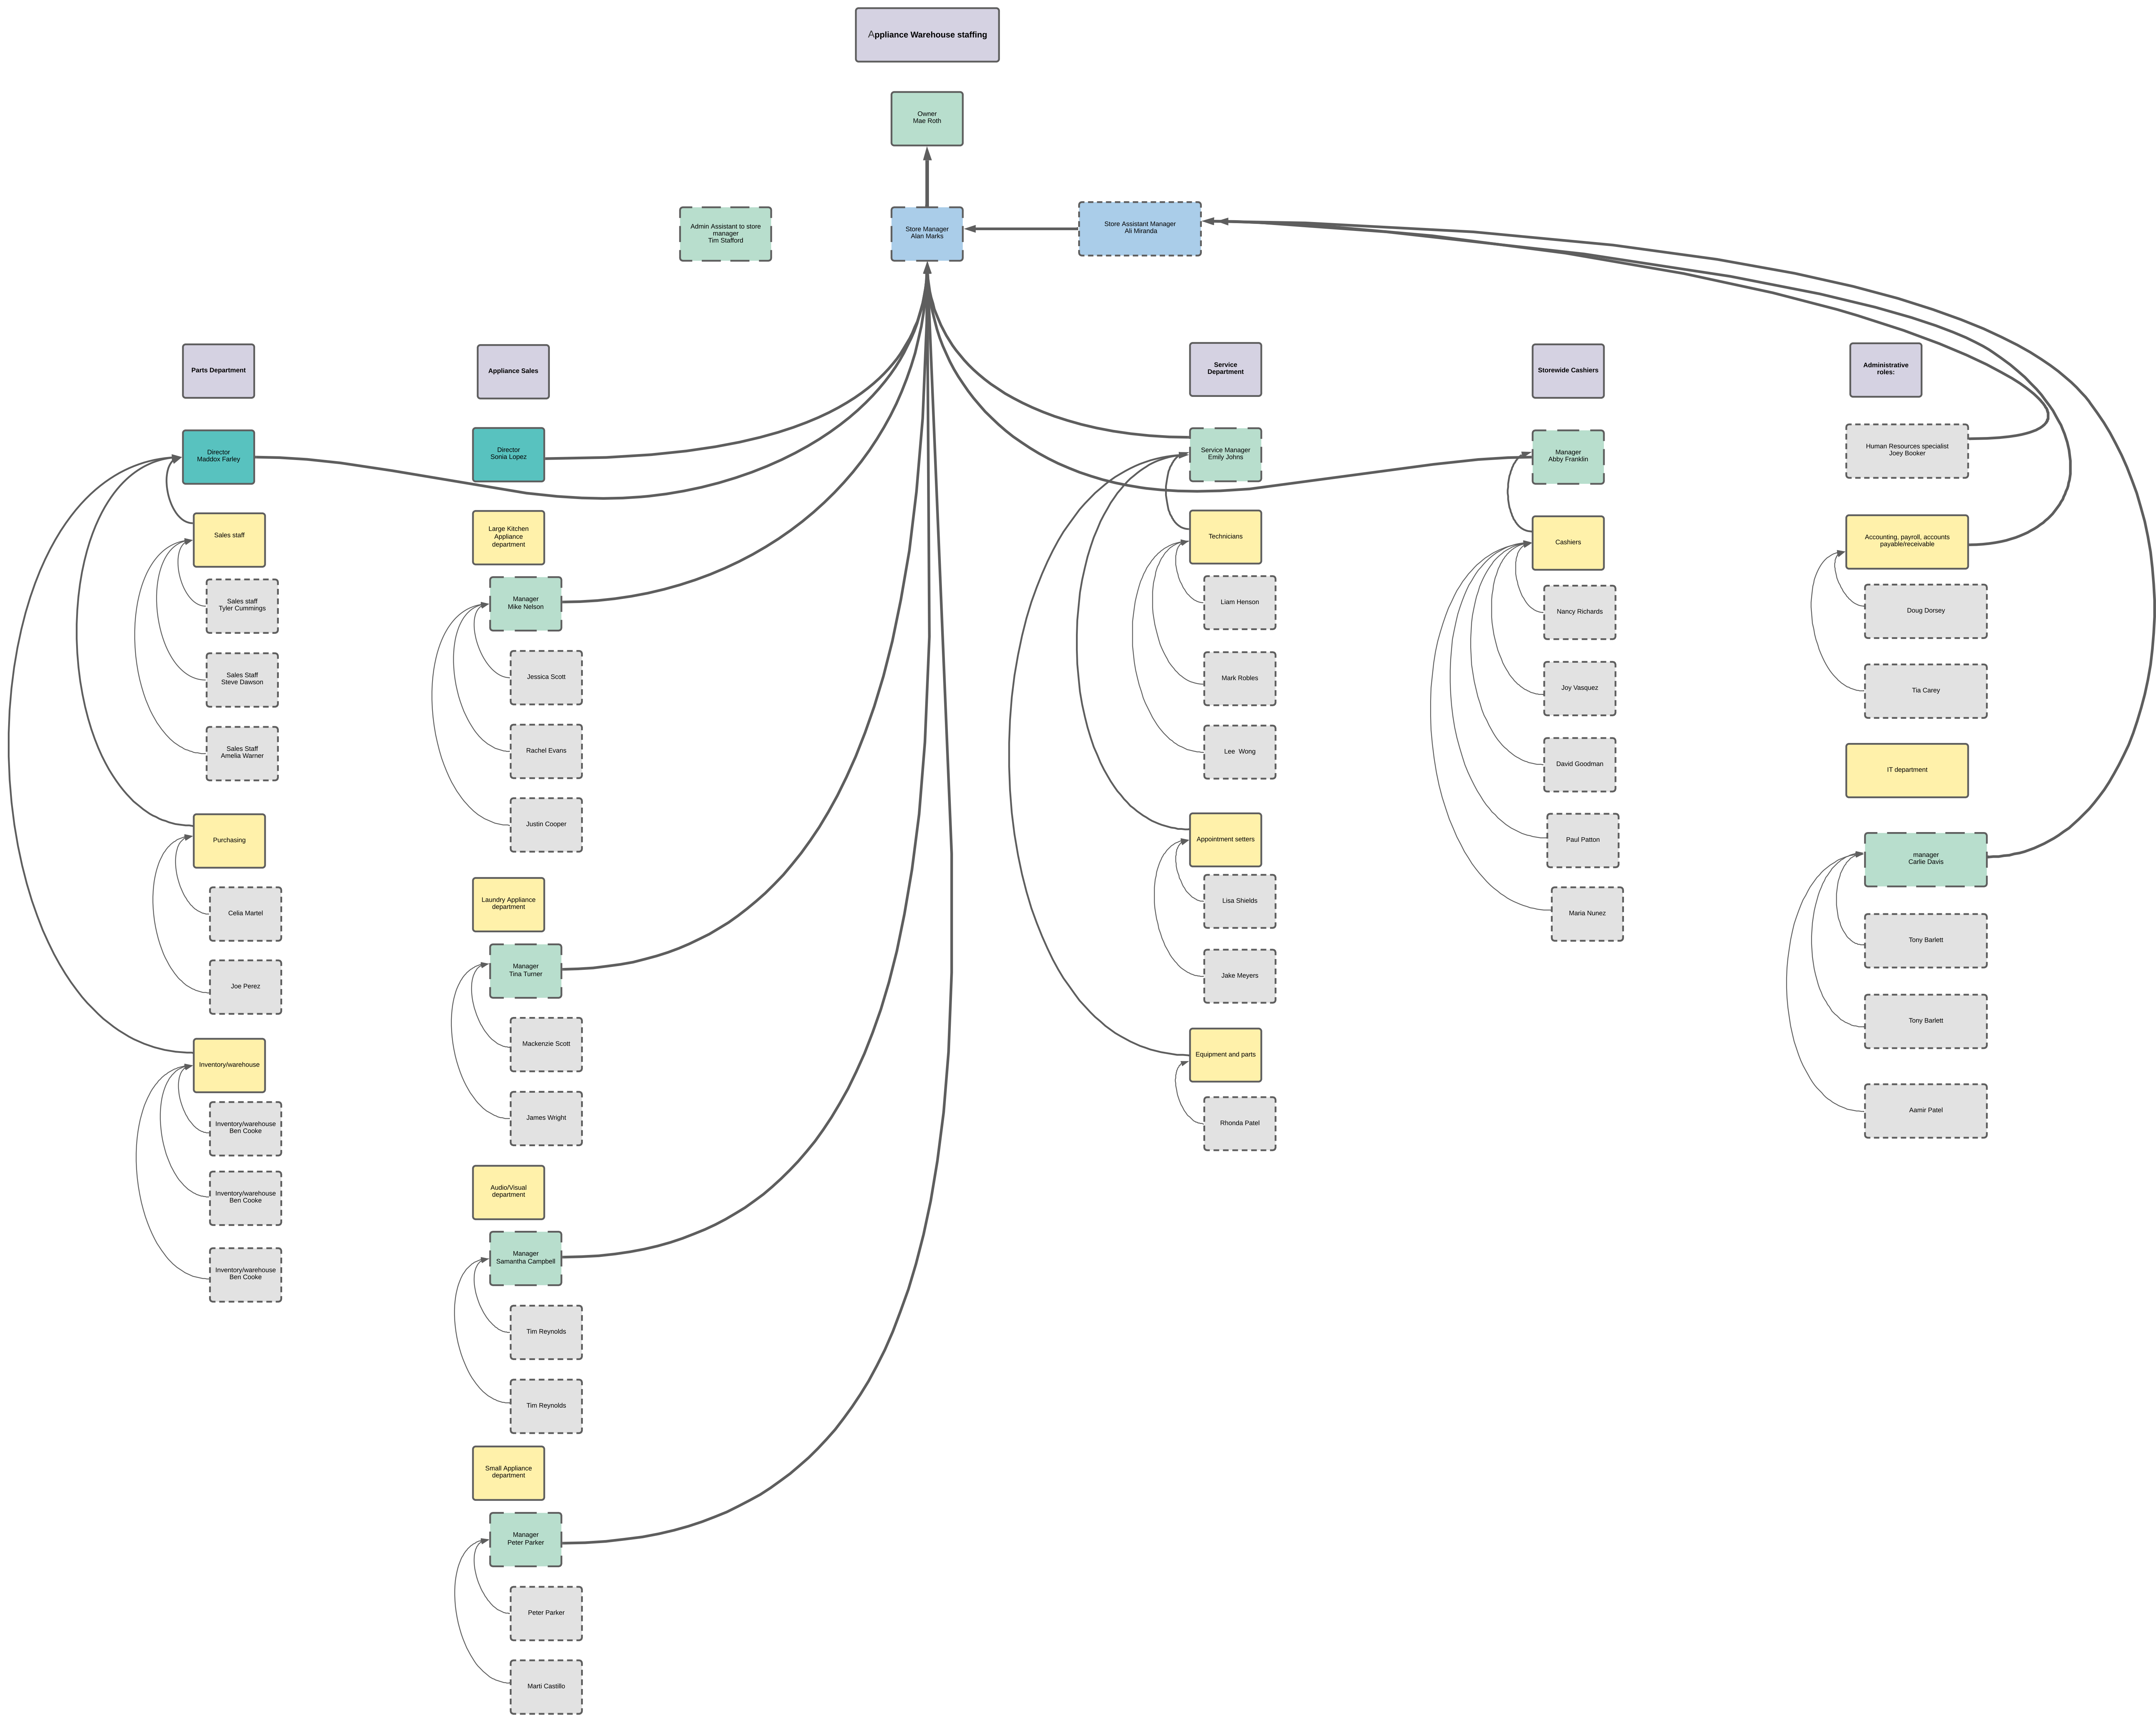 Appliance Warehouse staffing
Owner
Mae Roth
Admin Assistant to store
manager
Tim Stafford
Store Manager
Alan Marks
Store Assistant Manager
Ali Miranda
Parts Department
Director
Maddox Farley
Sales staff
Sales staff
Tyler Cummings
Sales Staff
Steve Dawson
Sales Staff
Amelia Warner
Purchasing
Celia Martel
Joe Perez
Inventory/warehouse
Inventory/warehouse
Ben Cooke
Inventory/warehouse
Ben Cooke
Inventory/warehouse
Ben Cooke
Appliance Sales
Director
Sonia Lopez
Large Kitchen
Appliance
department
Manager
Mike Nelson
Jessica Scott
Rachel Evans
Justin Cooper
Laundry Appliance
department
Manager
Tina Turner
Mackenzie Scott
James Wright
Audio/Visual
department
Manager
Samantha Campbell
Tim Reynolds
Tim Reynolds
Small Appliance
department
Manager
Peter Parker
Peter Parker
Marti Castillo
Service
Department
Service Manager
Emily Johns
Technicians
Liam Henson
Mark Robles
Lee  Wong
Appointment setters
Lisa Shields
Jake Meyers
Equipment and parts
Rhonda Patel
Storewide Cashiers
Manager
Abby Franklin
Cashiers
Nancy Richards
Joy Vasquez
David Goodman
Paul Patton
Maria Nunez
Administrative
roles:
Human Resources specialist
Joey Booker
Accounting, payroll, accounts
payable/receivable
Doug Dorsey
Tia Carey
IT department
manager
Carlie Davis
Tony Barlett
Tony Barlett
Aamir Patel